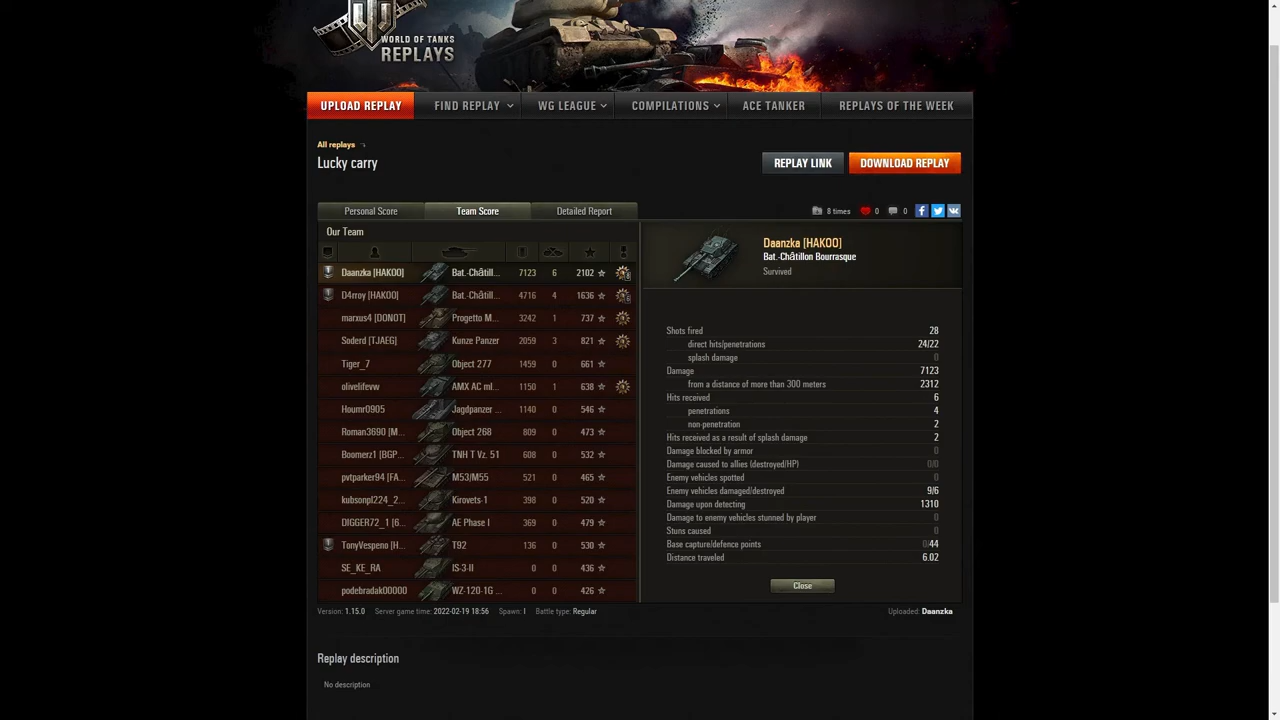 WORLD OF TANKS
REPLAYS
UPLOAD REPLAY FIND REPLAY WG LEAGUE COMPILATIONS ACE TANKER REPLAYS OF THE WEEK
All replays
Lucky carry
REPLAY LINK DOWNLOAD REPLAY
Personal Score Team Score Detailed Report 8 times 0 0
Our Team
Daanzka [HAKOO] Bat.-Châtill... 7123 6 2102
D4rroy [HAKOO] Bat.-Châtill... 4716 4 1636
marxus4 [DONOT] Progetto M... 3242 1 737
Soderd [TJAEG] Kunze Panzer 2059 3 821
Tiger_7 Object 277 1459 0 661
olivelifevw AMX AC ml... 1150 1 638
Houmr0905 Jagdpanzer ... 1140 0 546
Roman3690 [M... Object 268 809 0 473
Boomerz1 [BGP... TNH T Vz. 51 608 0 532
pvtparker94 [FA... M53/M55 521 0 465
kubsonpl224_2... Kirovets-1 398 0 520
DIGGER72_1 [6... AE Phase I 369 0 479
TonyVespeno [H... T92 136 0 530
SE_KE_RA IS-3-II 0 0 436
podebradak00000 WZ-120-1G ... 0 0 426
Daanzka [HAKOO]
Bat.-Châtillon Bourrasque
Survived
Shots fired 28
direct hits/penetrations 24/22
splash damage 0
Damage 7123
from a distance of more than 300 meters 2312
Hits received 6
penetrations 4
non-penetration 2
Hits received as a result of splash damage 2
Damage blocked by armor 0
Damage caused to allies (destroyed/HP) 0/0
Enemy vehicles spotted 0
Enemy vehicles damaged/destroyed 9/6
Damage upon detecting 1310
Damage to enemy vehicles stunned by player 0
Stuns caused 0
Base capture/defence points 0/44
Distance traveled 6.02
Close
Version: 1.15.0 Server game time: 2022-02-19 18:56 Spawn: I Battle type: Regular Uploaded: Daanzka
Replay description
No description